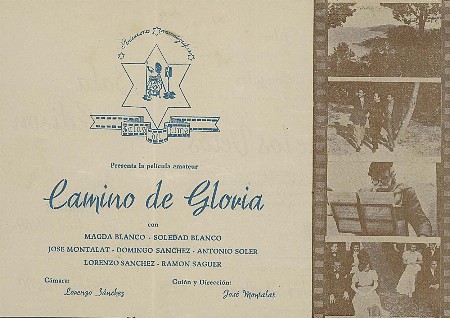 Presenta la película amateur
Camino de Gloria
con
MAGDA BLANCO - SOLEDAD BLANCO
JOSE MONTALAT - DOMINGO SANCHEZ - ANTONIO SOLER
LORENZO SANCHEZ - RAMON SAGUER
Cámara: Guión y Dirección:
Lorenzo Sánchez José Montalat